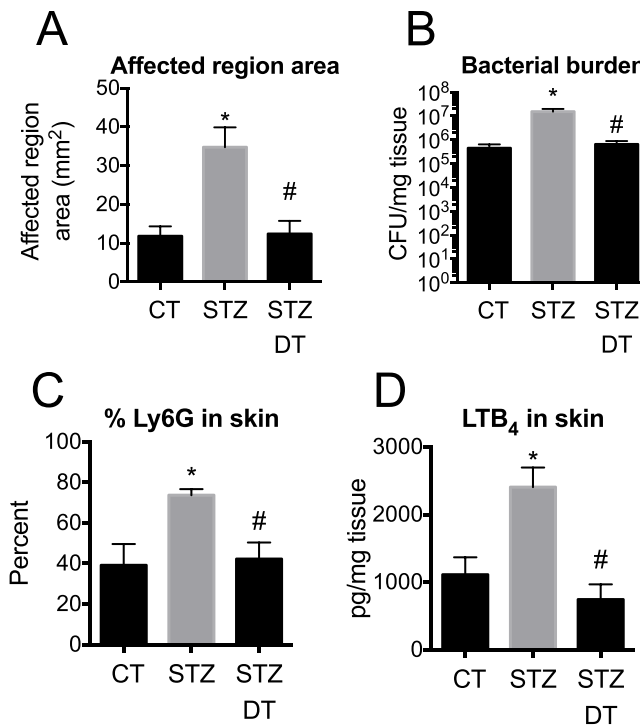 A
Affected region area
Affected region
area (mm²)
50
40
30
20
10
0
*
#
CT
STZ
STZ
DT
B
Bacterial burden
CFU/mg tissue
10⁸
10⁷
10⁶
10⁵
10⁴
10³
10²
10¹
10⁰
*
#
CT
STZ
STZ
DT
C
% Ly6G in skin
Percent
100
80
60
40
20
0
*
#
CT
STZ
STZ
DT
D
LTB₄ in skin
pg/mg tissue
3000
2000
1000
0
*
#
CT
STZ
STZ
DT